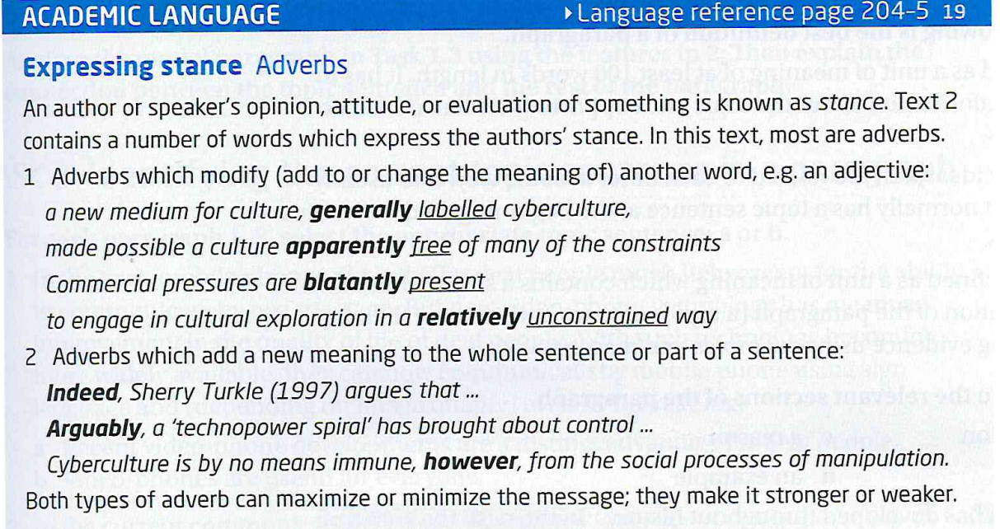 ACADEMIC LANGUAGE ▸ Language reference page 204–5 19
Expressing stance Adverbs
An author or speaker's opinion, attitude, or evaluation of something is known as stance. Text 2
contains a number of words which express the authors' stance. In this text, most are adverbs.
1 Adverbs which modify (add to or change the meaning of) another word, e.g. an adjective:
a new medium for culture, generally labelled cyberculture,
made possible a culture apparently free of many of the constraints
Commercial pressures are blatantly present
to engage in cultural exploration in a relatively unconstrained way
2 Adverbs which add a new meaning to the whole sentence or part of a sentence:
Indeed, Sherry Turkle (1997) argues that ...
Arguably, a 'technopower spiral' has brought about control ...
Cyberculture is by no means immune, however, from the social processes of manipulation.
Both types of adverb can maximize or minimize the message; they make it stronger or weaker.